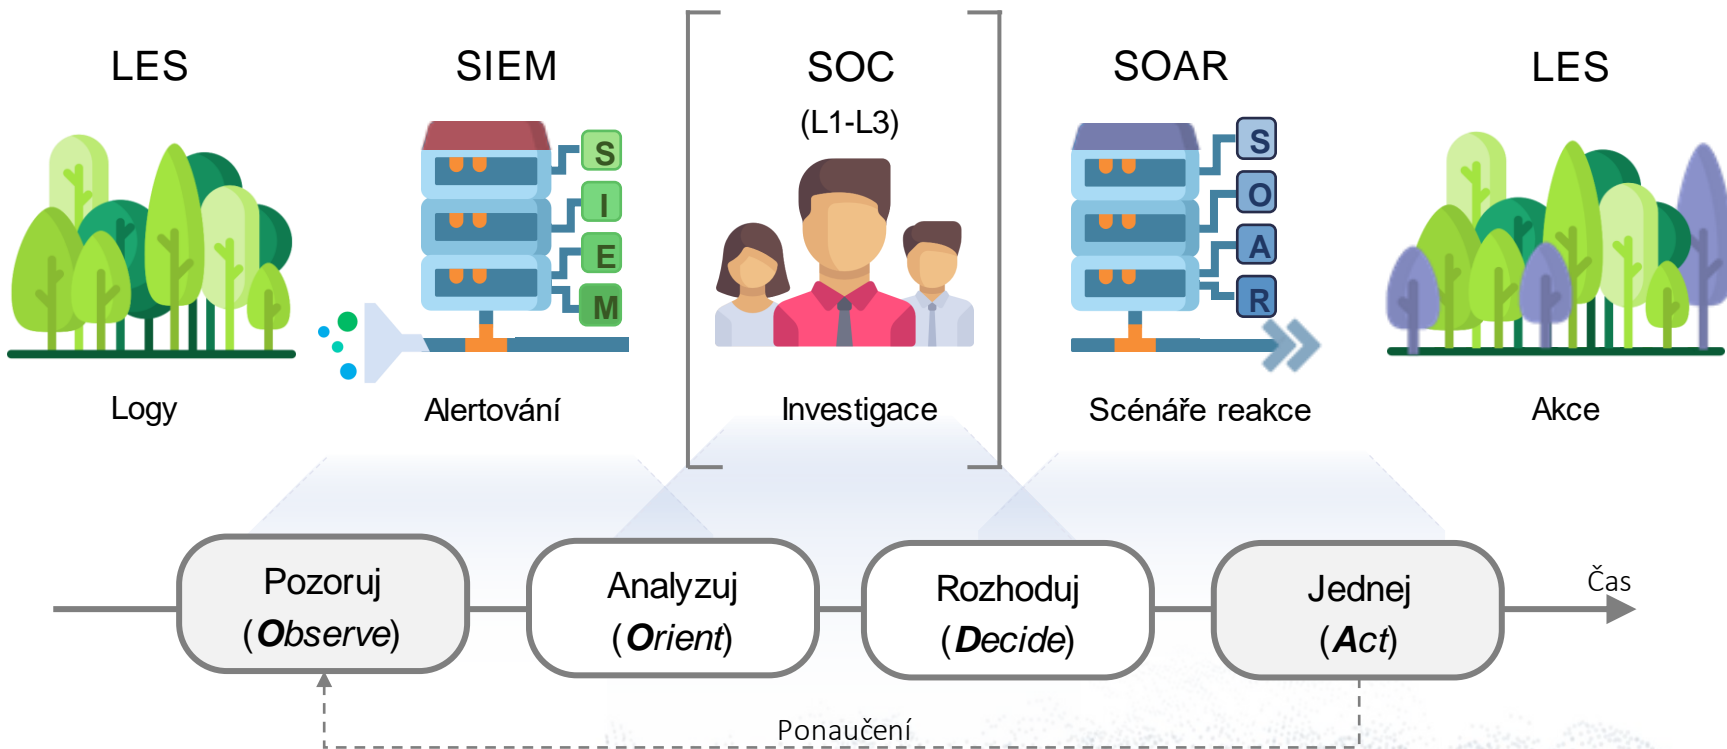 LES
SIEM
SOC
SOAR
LES
(L1-L3)
S
I
E
M
S
O
A
R
Logy
Alertování
Investigace
Scénáře reakce
Akce
Pozoruj
(Observe)
Analyzuj
(Orient)
Rozhoduj
(Decide)
Jednej
(Act)
Čas
Ponaučení